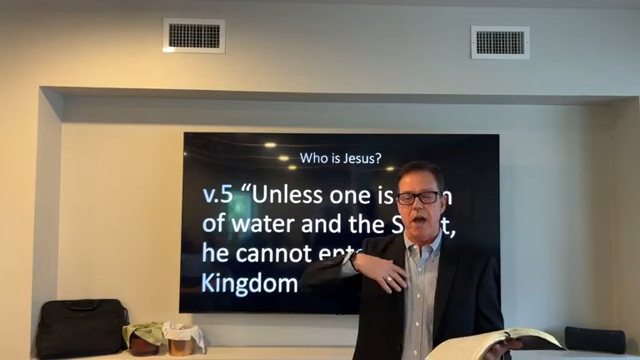 Who is Jesus?
v.5 “Unless one is
of water and the
he cannot
Kingdom